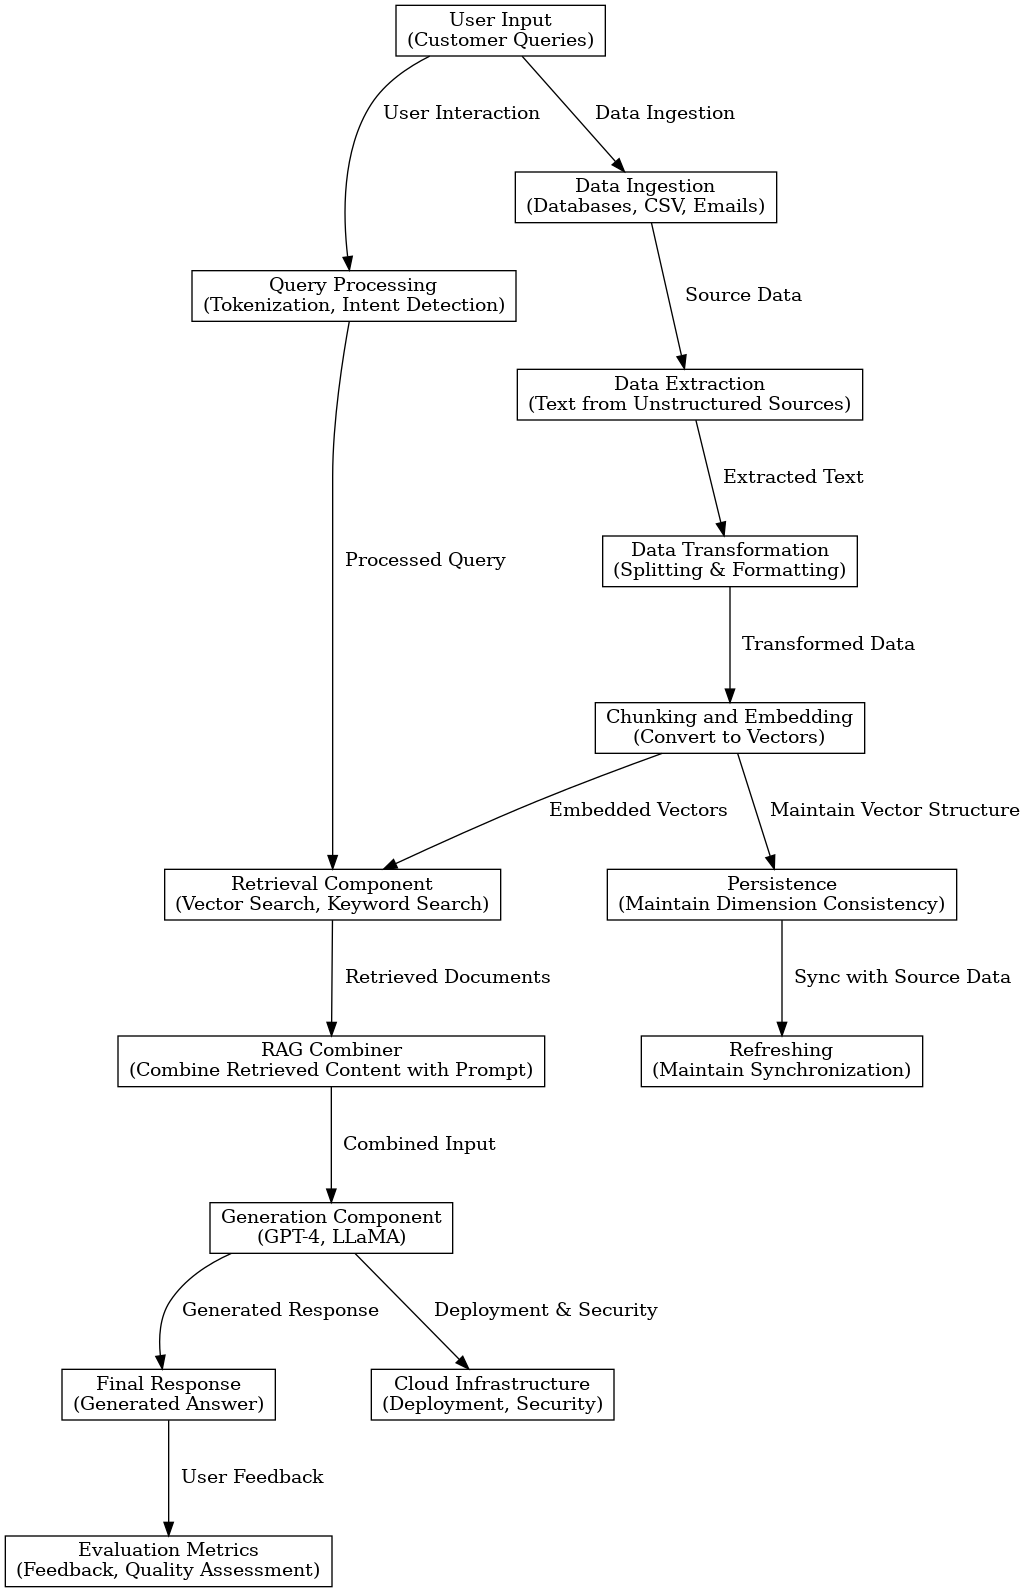 User Input
(Customer Queries)
User Interaction
Data Ingestion
Data Ingestion
(Databases, CSV, Emails)
Query Processing
(Tokenization, Intent Detection)
Source Data
Data Extraction
(Text from Unstructured Sources)
Extracted Text
Data Transformation
(Splitting & Formatting)
Processed Query
Transformed Data
Chunking and Embedding
(Convert to Vectors)
Embedded Vectors
Maintain Vector Structure
Retrieval Component
(Vector Search, Keyword Search)
Persistence
(Maintain Dimension Consistency)
Retrieved Documents
Sync with Source Data
RAG Combiner
(Combine Retrieved Content with Prompt)
Refreshing
(Maintain Synchronization)
Combined Input
Generation Component
(GPT-4, LLaMA)
Generated Response
Deployment & Security
Final Response
(Generated Answer)
Cloud Infrastructure
(Deployment, Security)
User Feedback
Evaluation Metrics
(Feedback, Quality Assessment)